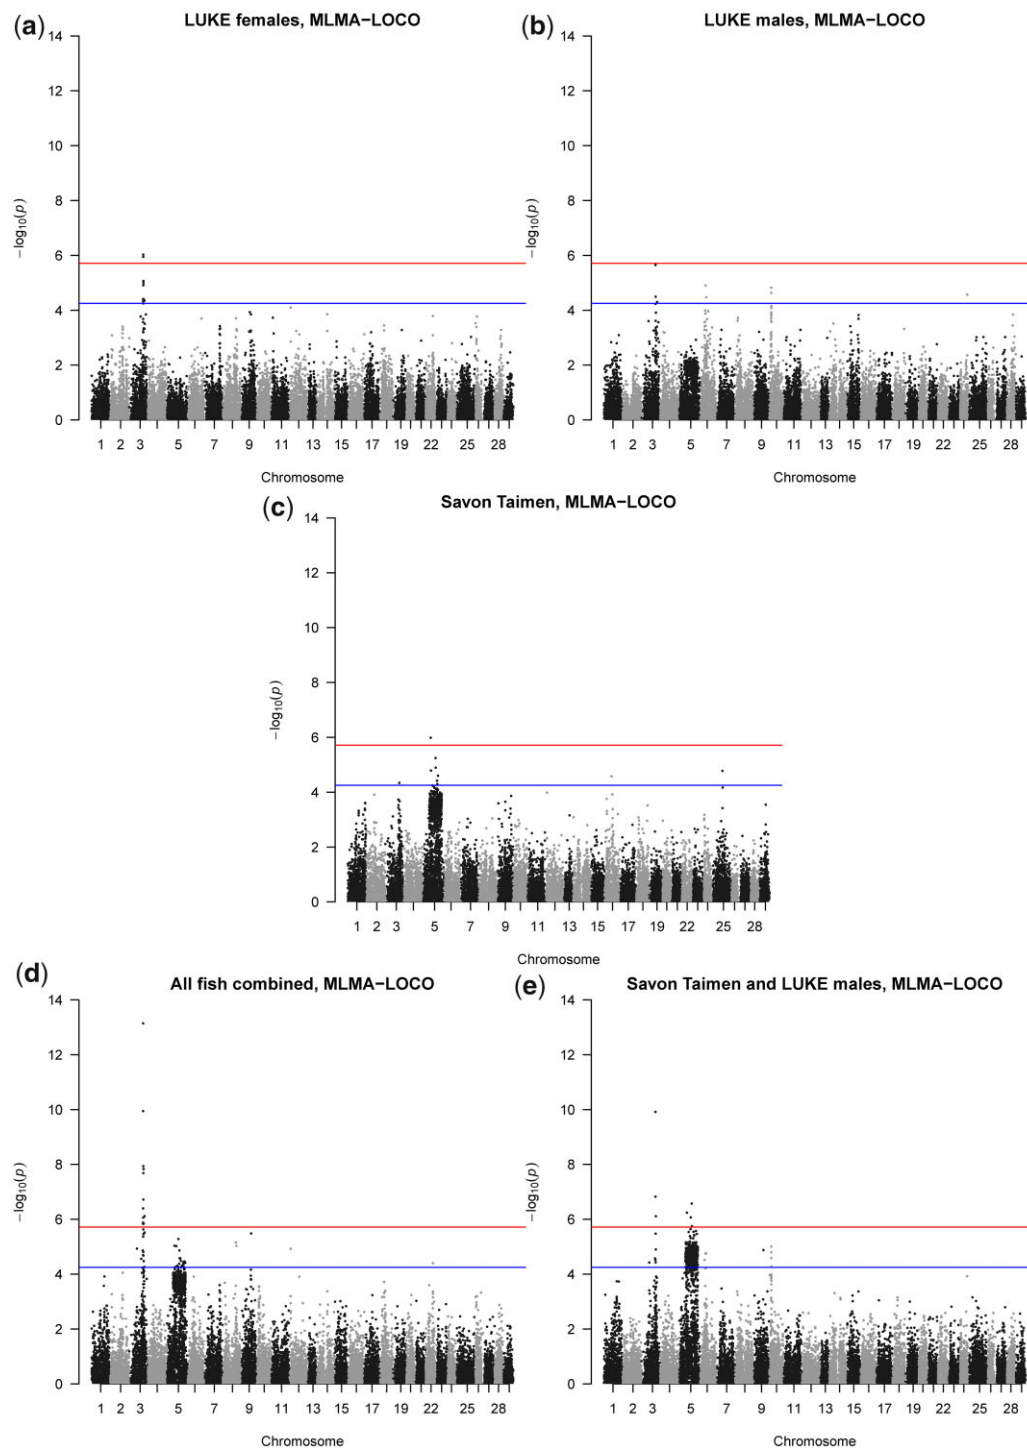 (a)
LUKE females, MLMA−LOCO
14
12
10
8
6
4
2
0
−log10(p)
1 2 3 5 7 9 11 13 15 17 19 22 25 28
Chromosome
(b)
LUKE males, MLMA−LOCO
14
12
10
8
6
4
2
0
−log10(p)
1 2 3 5 7 9 11 13 15 17 19 22 25 28
Chromosome
(c)
Savon Taimen, MLMA−LOCO
14
12
10
8
6
4
2
0
−log10(p)
1 2 3 5 7 9 11 13 15 17 19 22 25 28
Chromosome
(d)
All fish combined, MLMA−LOCO
14
12
10
8
6
4
2
0
−log10(p)
1 2 3 5 7 9 11 13 15 17 19 22 25 28
Chromosome
(e)
Savon Taimen and LUKE males, MLMA−LOCO
14
12
10
8
6
4
2
0
−log10(p)
1 2 3 5 7 9 11 13 15 17 19 22 25 28
Chromosome